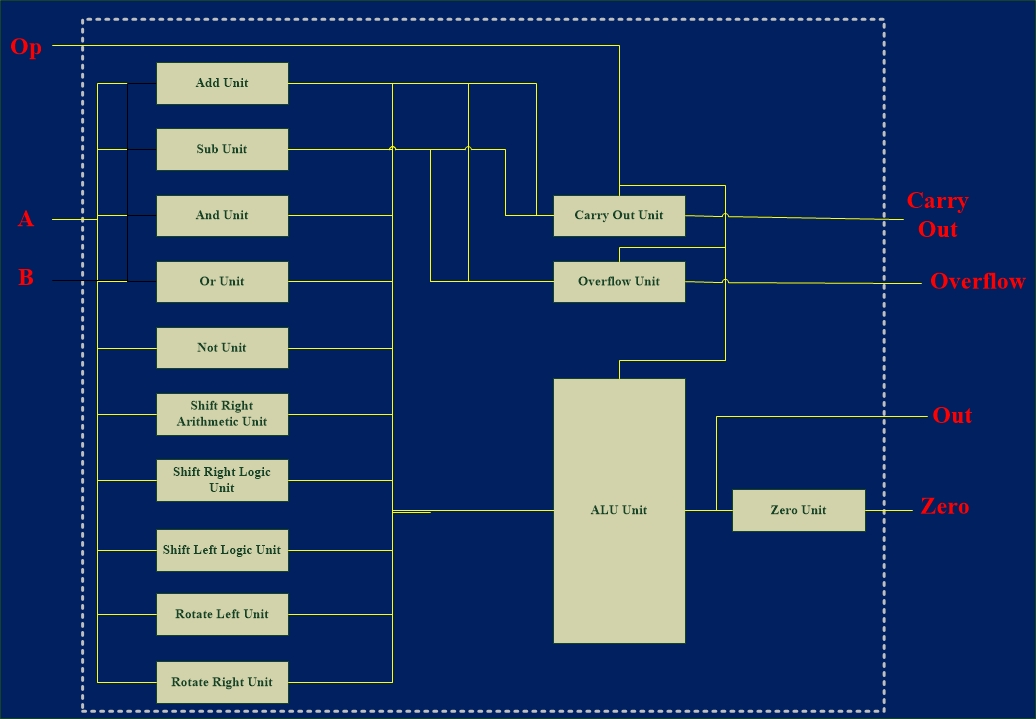 Op
Add Unit
Sub Unit
A
And Unit
Carry Out Unit
Carry
Out
B
Or Unit
Overflow Unit
Overflow
Not Unit
Shift Right
Arithmetic Unit
Out
Shift Right Logic
Unit
ALU Unit
Zero Unit
Zero
Shift Left Logic Unit
Rotate Left Unit
Rotate Right Unit